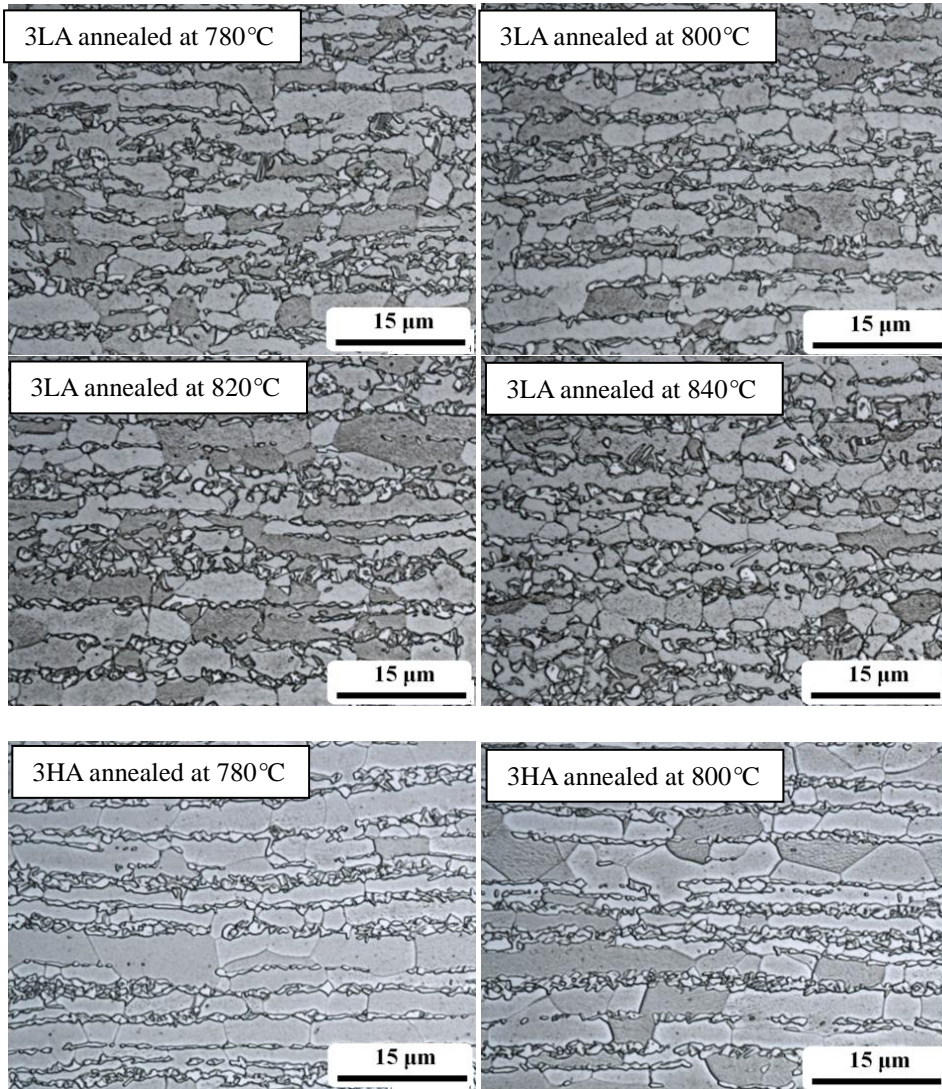 3LA annealed at 780°C
3LA annealed at 800°C
15 μm
15 μm
3LA annealed at 820°C
3LA annealed at 840°C
15 μm
15 μm
3HA annealed at 780°C
3HA annealed at 800°C
15 μm
15 μm